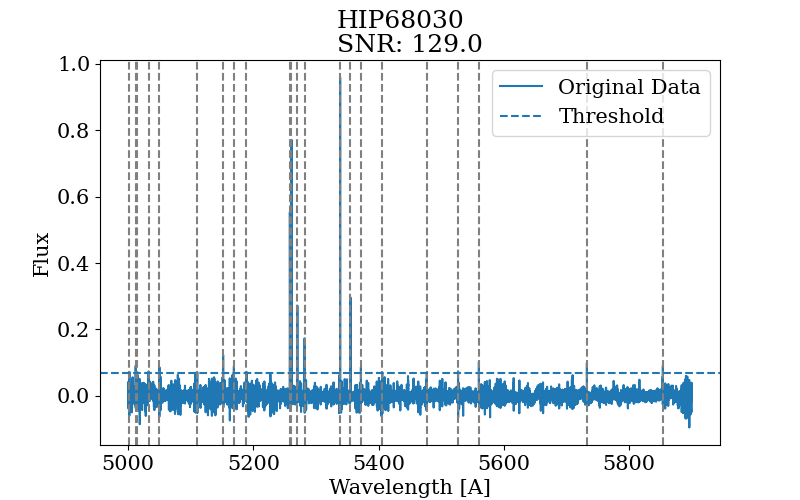 HIP68030
SNR: 129.0
Original Data
Threshold
1.0
0.8
0.6
0.4
0.2
0.0
Flux
5000 5200 5400 5600 5800
Wavelength [A]